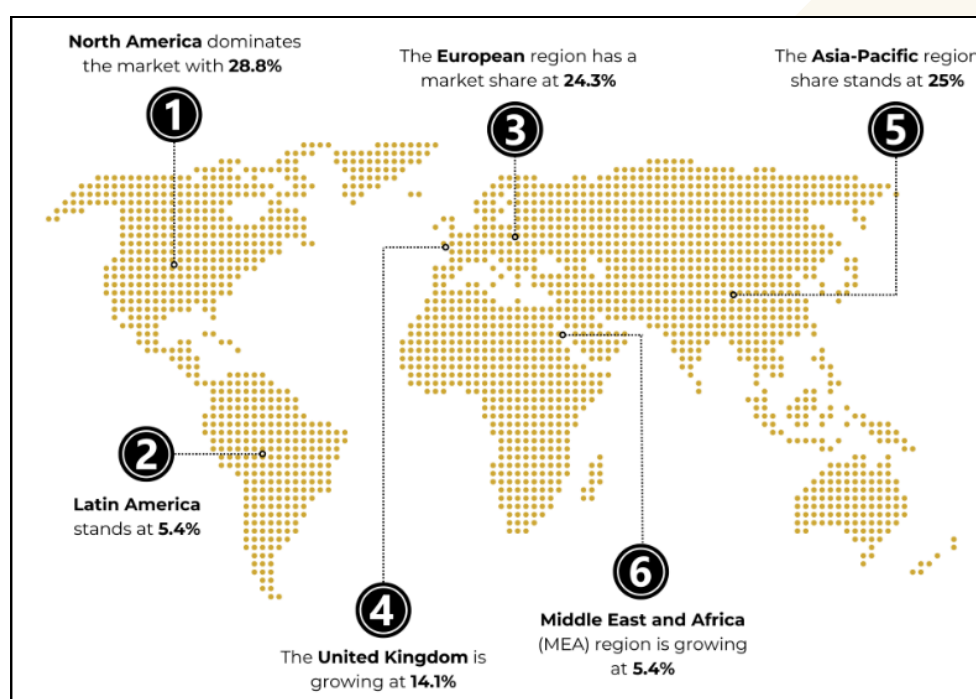 North America dominates
the market with 28.8%
1
The European region has a
market share at 24.3%
3
The Asia-Pacific region
share stands at 25%
5
2
Latin America
stands at 5.4%
4
The United Kingdom is
growing at 14.1%
6
Middle East and Africa
(MEA) region is growing
at 5.4%